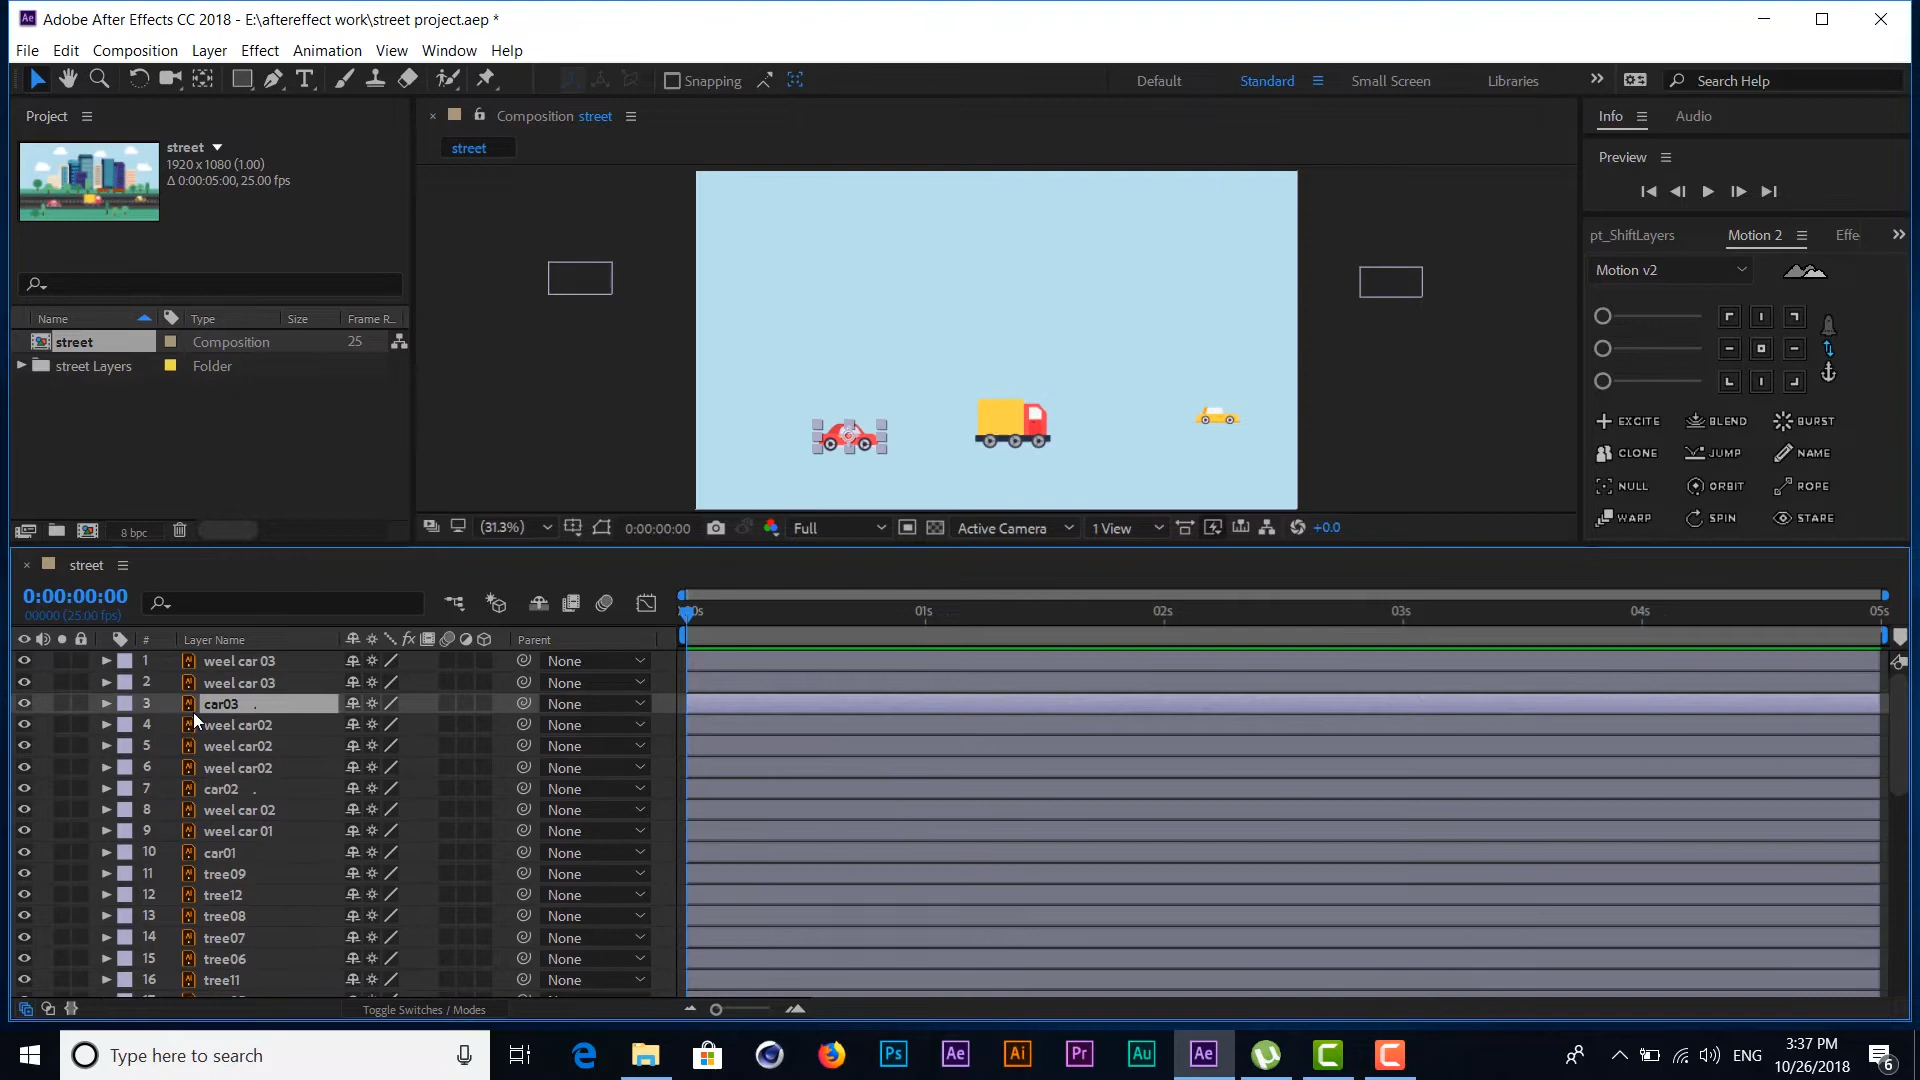 Adobe After Effects CC 2018 - E:\aftereffect work\street project.aep *
File Edit Composition Layer Effect Animation View Window Help
Snapping Default Standard Small Screen Libraries Search Help
Project
street
1920 x 1080 (1.00)
Δ 0:00:05:00, 25.00 fps
Composition street
street
Info Audio
Preview
pt_ShiftLayers Motion 2 Effe
Motion v2
Name Type Size Frame R...
street Composition 25
street Layers Folder
EXCITE BLEND BURST
CLONE JUMP NAME
NULL ORBIT ROPE
WARP SPIN STARE
8 bpc
(31.3%) 0:00:00:00 Full Active Camera 1 View +0.0
street
0:00:00:00
00000 (25.00 fps)
01s 02s 03s 04s 05s
# Layer Name fx Parent
1 weel car 03 None
2 weel car 03 None
3 car03 . None
4 weel car02 None
5 weel car02 None
6 weel car02 None
7 car02 . None
8 weel car 02 None
9 weel car 01 None
10 car01 None
11 tree09 None
12 tree12 None
13 tree08 None
14 tree07 None
15 tree06 None
16 tree11 None
Toggle Switches / Modes
Type here to search
Ps Ae Ai Pr Au Ae
ENG
3:37 PM
10/26/2018
6